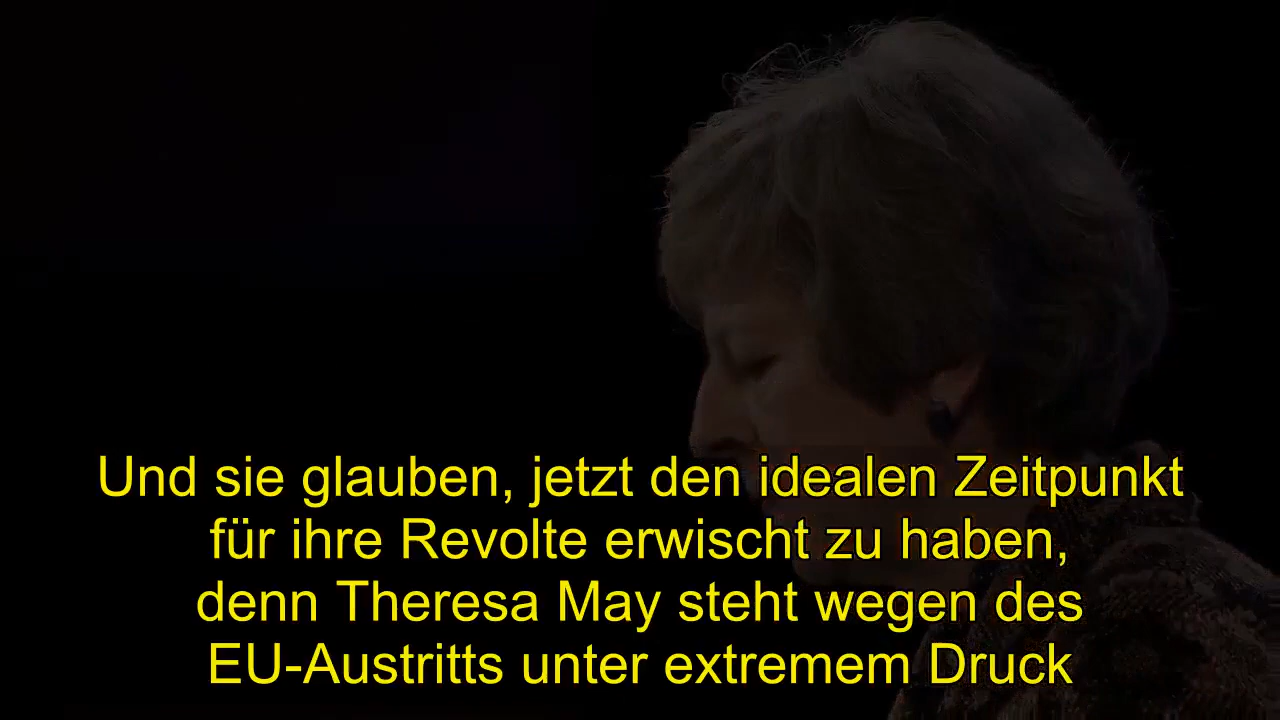 Und sie glauben, jetzt den idealen Zeitpunkt
für ihre Revolte erwischt zu haben,
denn Theresa May steht wegen des
EU-Austritts unter extremem Druck